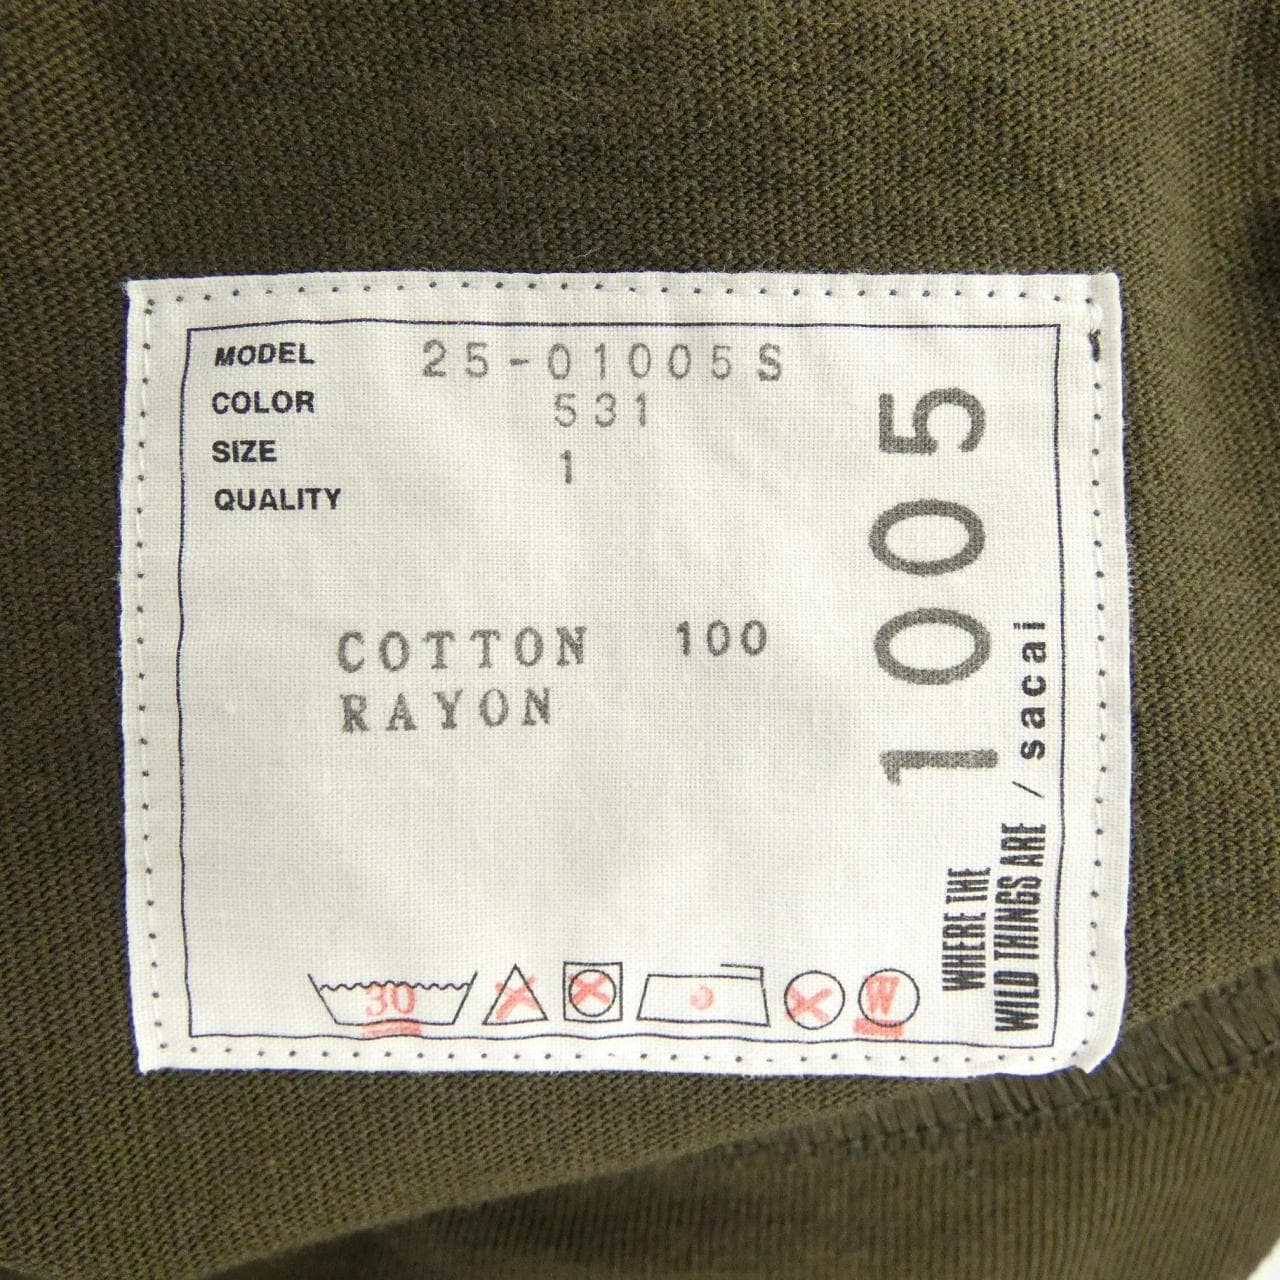 MODEL 25-01005S
COLOR 531
SIZE 1
QUALITY
COTTON 100
RAYON
30
W
1005
WHERE THE
WILD THINGS ARE / sacai